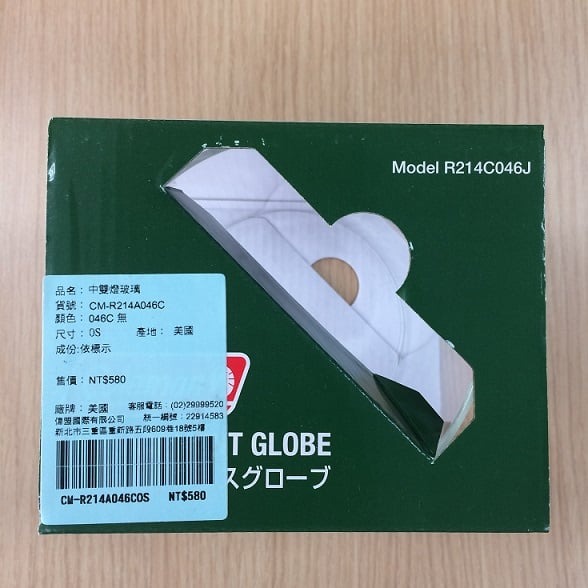 Model R214C046J
品名：中雙燈玻璃
貨號：CM-R214A046C
顏色：046C 無
尺寸：0S 產地： 美國
成份:依標示
售價：NT$580
廠牌：美國 客服電話：(02)29999520
偉盟國際有限公司 統一編號：22914583
新北市三重區重新路五段609巷18號5樓
CM-R214A046C0S NT$580
T GLOBE
スグローブ